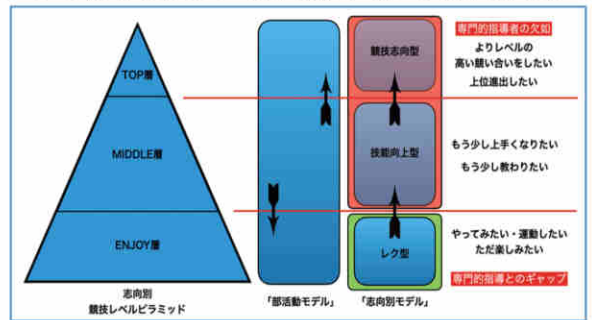 TOP層
MIDDLE層
ENJOY層
志向別
競技レベルピラミッド
「部活動モデル」
競技志向型
技能向上型
レク型
「志向別モデル」
専門的指導者の欠如
よりレベルの
高い競い合いをしたい
上位進出したい
もう少し上手くなりたい
もう少し教わりたい
やってみたい・運動したい
ただ楽しみたい
専門的指導とのギャップ